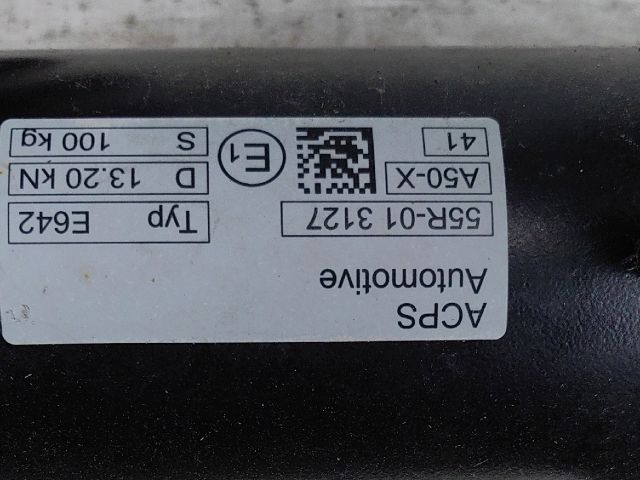 ACPS
Automotive
55R-01 3127 Typ E642
A50-X D 13.20 kN
41 E1 S 100 kg